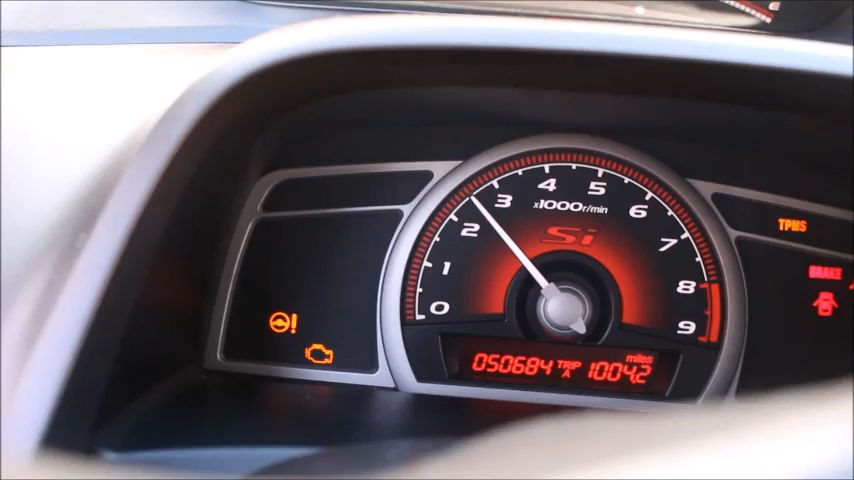 4 5
3 x1000r/min 6
2 Si 7
1 8
0 9
TPMS
BRAKE
!
050684 TRIP A 1004.2 miles